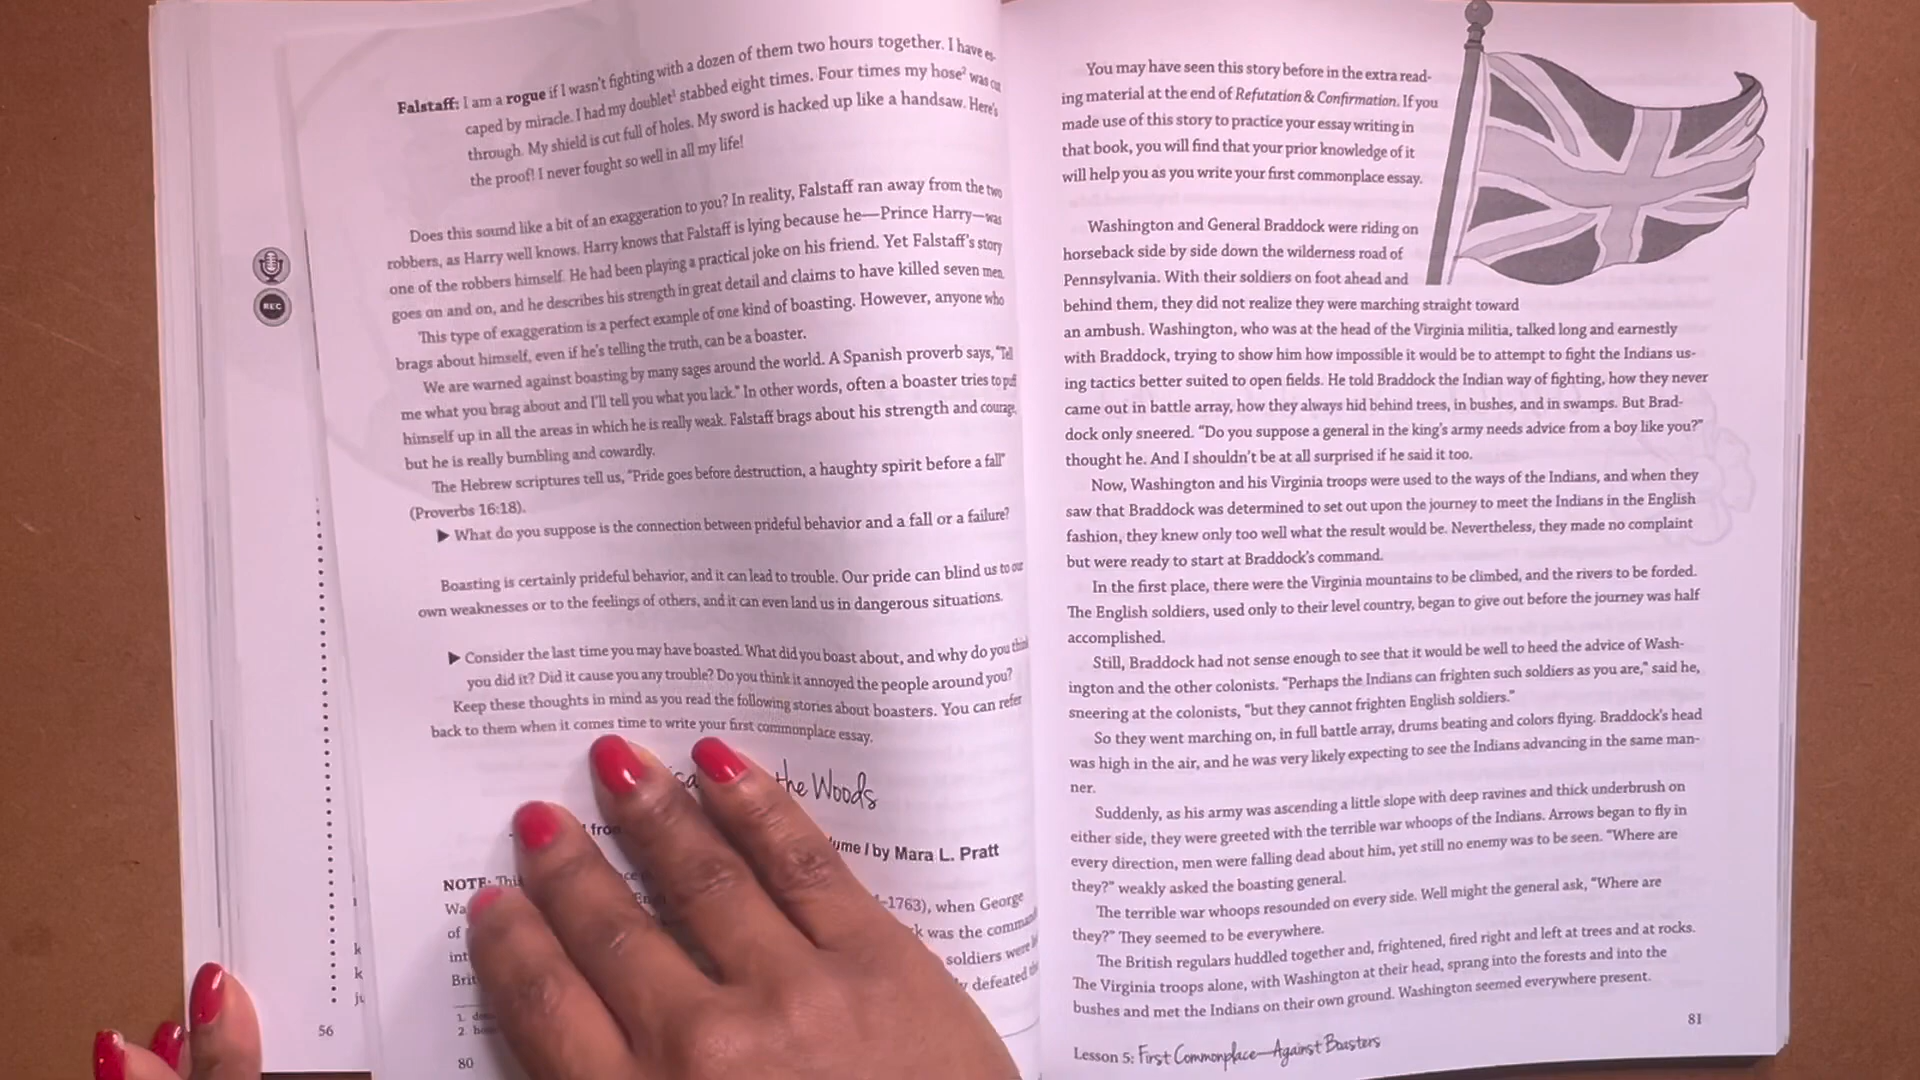 Falstaff: I am a rogue if I wasn't fighting with a dozen of them two hours together. I have es-
caped by miracle. I had my doublet¹ stabbed eight times. Four times my hose² was cut
through. My shield is cut full of holes. My sword is hacked up like a handsaw. Here's
the proof! I never fought so well in all my life!
Does this sound like a bit of an exaggeration to you? In reality, Falstaff ran away from the two
robbers, as Harry well knows. Harry knows that Falstaff is lying because he—Prince Harry—was
one of the robbers himself. He had been playing a practical joke on his friend. Yet Falstaff's story
goes on and on, and he describes his strength in great detail and claims to have killed seven men.
This type of exaggeration is a perfect example of one kind of boasting. However, anyone who
brags about himself, even if he's telling the truth, can be a boaster.
We are warned against boasting by many sages around the world. A Spanish proverb says, "Tell
me what you brag about and I'll tell you what you lack." In other words, often a boaster tries to puff
himself up in all the areas in which he is really weak. Falstaff brags about his strength and courage,
but he is really bumbling and cowardly.
The Hebrew scriptures tell us, "Pride goes before destruction, a haughty spirit before a fall"
(Proverbs 16:18).
▶ What do you suppose is the connection between prideful behavior and a fall or a failure?
Boasting is certainly prideful behavior, and it can lead to trouble. Our pride can blind us to our
own weaknesses or to the feelings of others, and it can even land us in dangerous situations.
▶ Consider the last time you may have boasted. What did you boast about, and why do you think
you did it? Did it cause you any trouble? Do you think it annoyed the people around you?
Keep these thoughts in mind as you read the following stories about boasters. You can refer
back to them when it comes time to write your first commonplace essay.
the Woods
by Mara L. Pratt
NOTE: This
-1763), when George
of was the command
int soldiers were
Brit defeated
1.
2.
80
56
REC
k
k
You may have seen this story before in the extra read-
ing material at the end of Refutation & Confirmation. If you
made use of this story to practice your essay writing in
that book, you will find that your prior knowledge of it
will help you as you write your first commonplace essay.
Washington and General Braddock were riding on
horseback side by side down the wilderness road of
Pennsylvania. With their soldiers on foot ahead and
behind them, they did not realize they were marching straight toward
an ambush. Washington, who was at the head of the Virginia militia, talked long and earnestly
with Braddock, trying to show him how impossible it would be to attempt to fight the Indians us-
ing tactics better suited to open fields. He told Braddock the Indian way of fighting, how they never
came out in battle array, how they always hid behind trees, in bushes, and in swamps. But Brad-
dock only sneered. "Do you suppose a general in the king's army needs advice from a boy like you?"
thought he. And I shouldn't be at all surprised if he said it too.
Now, Washington and his Virginia troops were used to the ways of the Indians, and when they
saw that Braddock was determined to set out upon the journey to meet the Indians in the English
fashion, they knew only too well what the result would be. Nevertheless, they made no complaint
but were ready to start at Braddock's command.
In the first place, there were the Virginia mountains to be climbed, and the rivers to be forded.
The English soldiers, used only to their level country, began to give out before the journey was half
accomplished.
Still, Braddock had not sense enough to see that it would be well to heed the advice of Wash-
ington and the other colonists. "Perhaps the Indians can frighten such soldiers as you are," said he,
sneering at the colonists, "but they cannot frighten English soldiers."
So they went marching on, in full battle array, drums beating and colors flying. Braddock's head
was high in the air, and he was very likely expecting to see the Indians advancing in the same man-
ner.
Suddenly, as his army was ascending a little slope with deep ravines and thick underbrush on
either side, they were greeted with the terrible war whoops of the Indians. Arrows began to fly in
every direction, men were falling dead about him, yet still no enemy was to be seen. "Where are
they?" weakly asked the boasting general.
The terrible war whoops resounded on every side. Well might the general ask, "Where are
they?" They seemed to be everywhere.
The British regulars huddled together and, frightened, fired right and left at trees and at rocks.
The Virginia troops alone, with Washington at their head, sprang into the forests and into the
bushes and met the Indians on their own ground. Washington seemed everywhere present.
Lesson 5: First Commonplace—Against Boasters
81